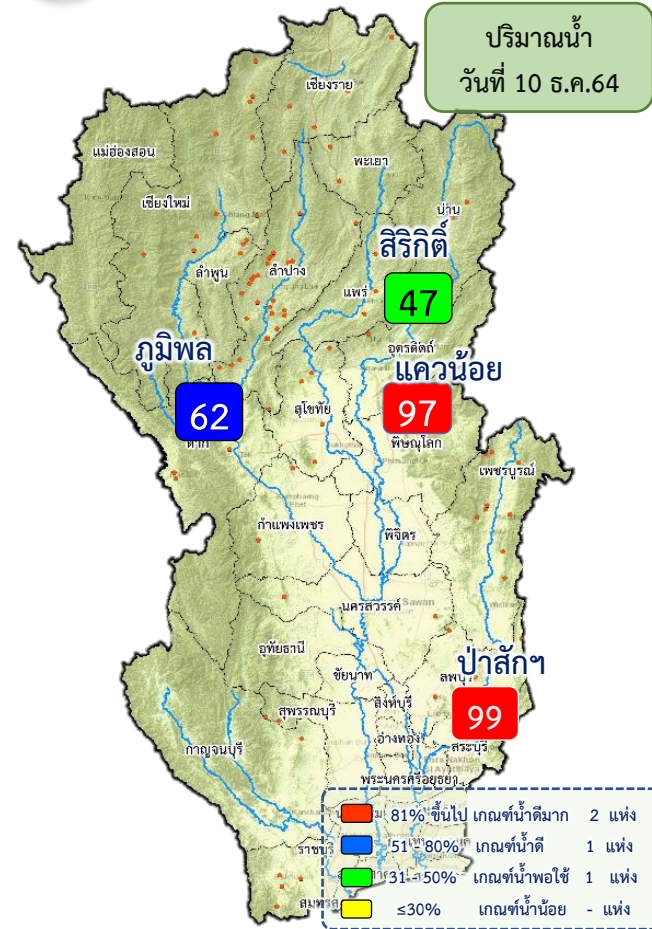 ปริมาณน้ำ
วันที่ 10 ธ.ค.64
เชียงราย
แม่ฮ่องสอน
พะเยา
เชียงใหม่
น่าน
สิริกิติ์
ลำพูน
ลำปาง
แพร่
47
ภูมิพล
อุตรดิตถ์
แควน้อย
62
สุโขทัย
97
ตาก
พิษณุโลก
เพชรบูรณ์
กำแพงเพชร
พิจิตร
นครสวรรค์
Sawan
อุทัยธานี
ป่าสักฯ
ชัยนาท
ลพบุรี
สุพรรณบุรี
สิงห์บุรี
99
อ่างทอง
สระบุรี
กาญจนบุรี
พระนครศรีอยุธยา
81% ขึ้นไป เกณฑ์น้ำดีมาก 2 แห่ง
ราชบุรี
51 - 80% เกณฑ์น้ำดี 1 แห่ง
31 - 50% เกณฑ์น้ำพอใช้ 1 แห่ง
≤30% เกณฑ์น้ำน้อย - แห่ง